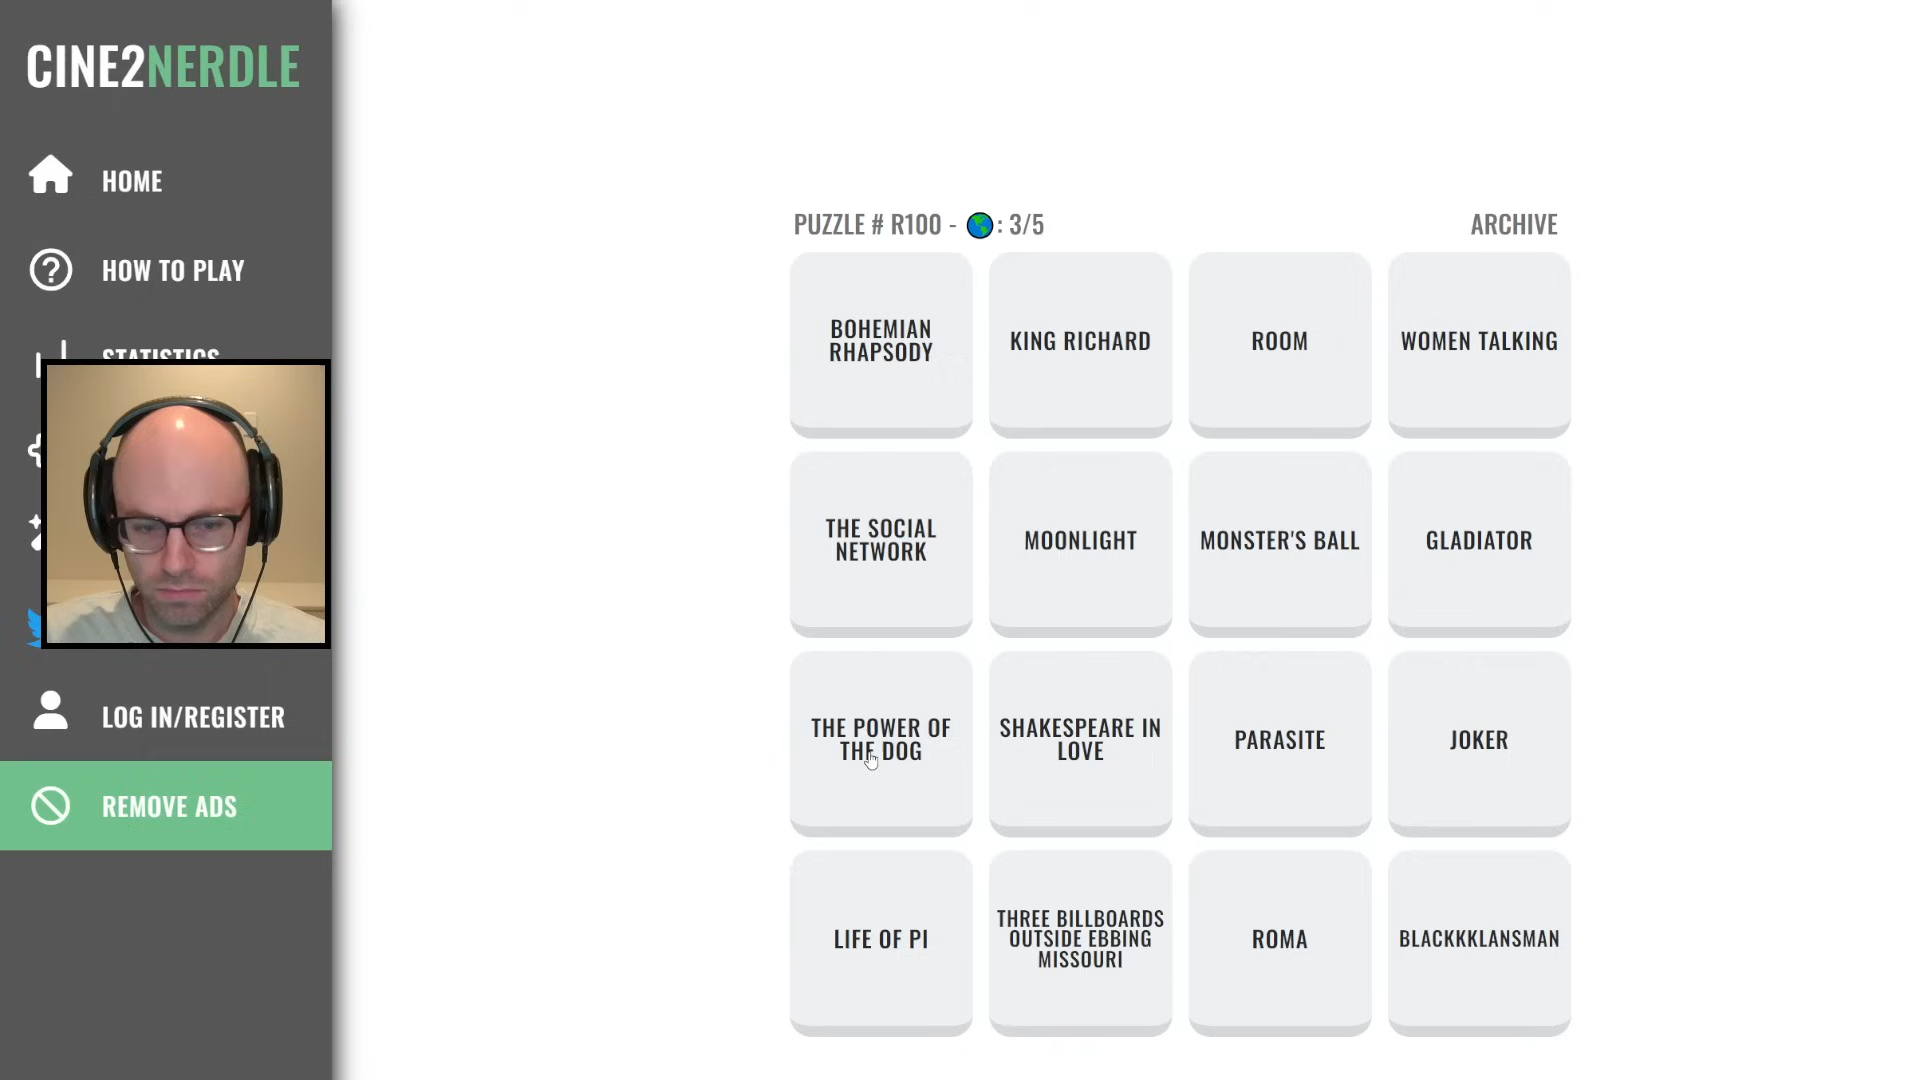 CINE2NERDLE
HOME
HOW TO PLAY
STATISTICS
LOG IN/REGISTER
REMOVE ADS
PUZZLE # R100 - : 3/5
ARCHIVE
BOHEMIAN
RHAPSODY
KING RICHARD
ROOM
WOMEN TALKING
THE SOCIAL
NETWORK
MOONLIGHT
MONSTER'S BALL
GLADIATOR
THE POWER OF
THE DOG
SHAKESPEARE IN
LOVE
PARASITE
JOKER
LIFE OF PI
THREE BILLBOARDS
OUTSIDE EBBING
MISSOURI
ROMA
BLACKKKLANSMAN